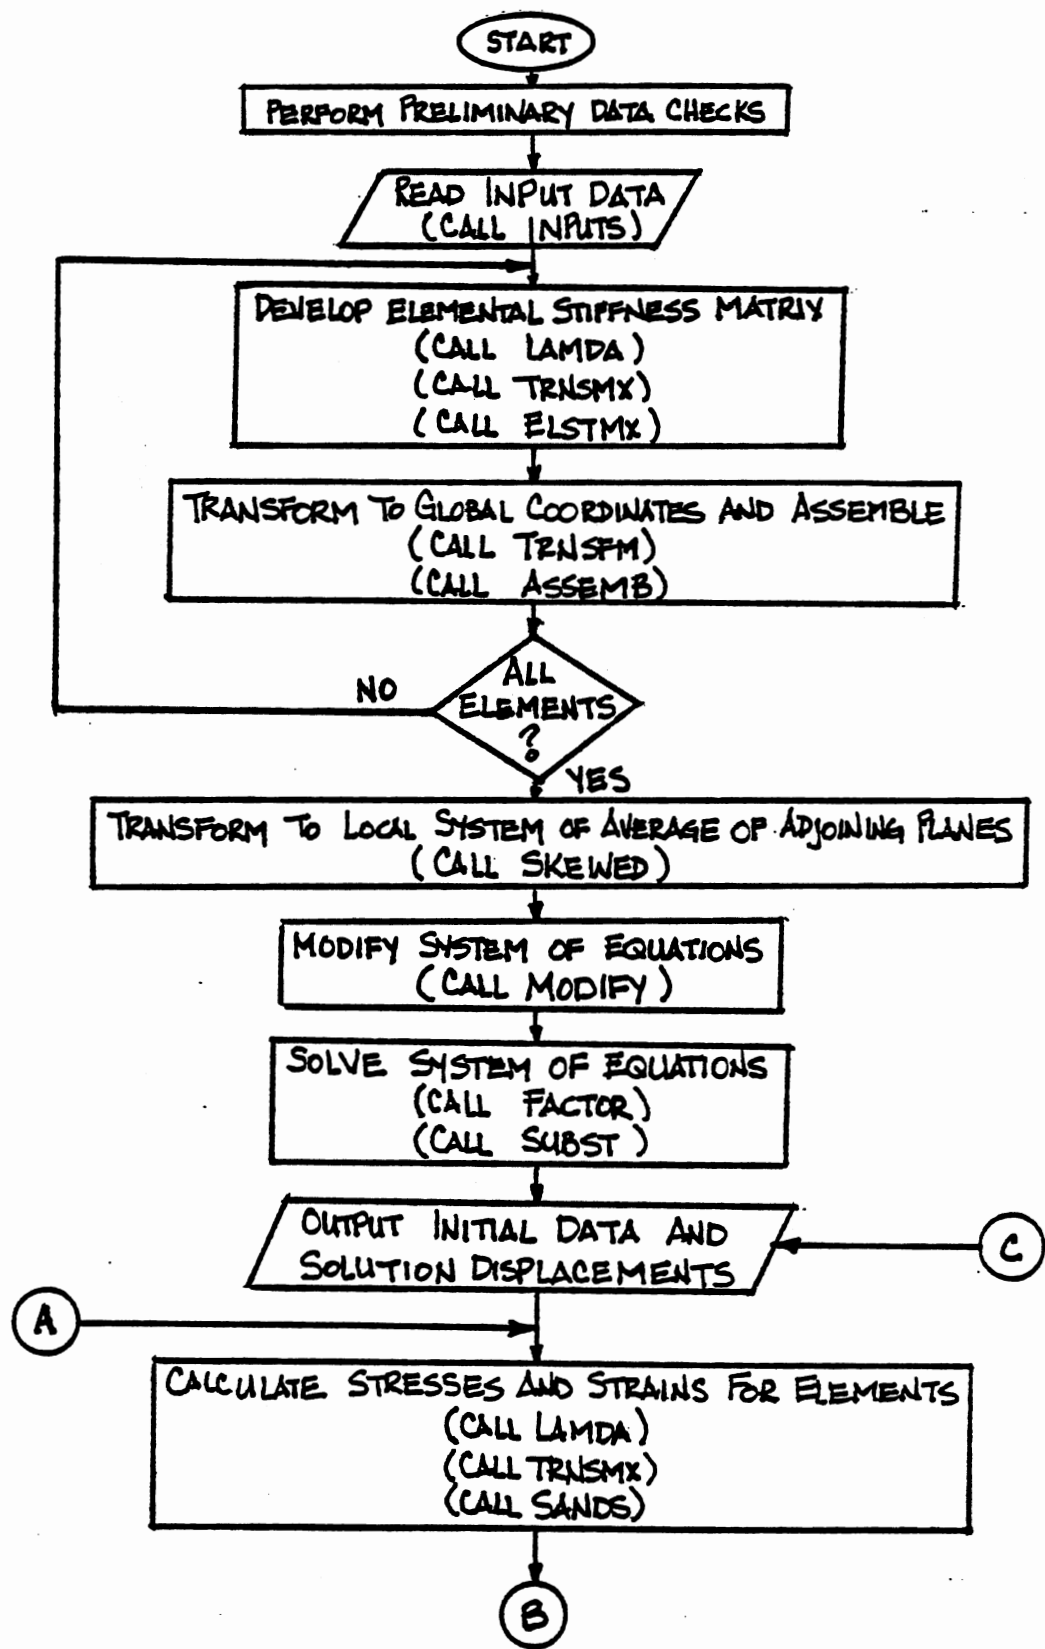 START
PERFORM PRELIMINARY DATA CHECKS
READ INPUT DATA
(CALL INPUTS)
DEVELOP ELEMENTAL STIFFNESS MATRIX
(CALL LAMDA)
(CALL TRNSMX)
(CALL ELSTMX)
TRANSFORM TO GLOBAL COORDINATES AND ASSEMBLE
(CALL TRNSFM)
(CALL ASSEMB)
ALL
ELEMENTS
?
NO
YES
TRANSFORM TO LOCAL SYSTEM OF AVERAGE OF ADJOINING PLANES
(CALL SKEWED)
MODIFY SYSTEM OF EQUATIONS
(CALL MODIFY)
SOLVE SYSTEM OF EQUATIONS
(CALL FACTOR)
(CALL SUBST)
OUTPUT INITIAL DATA AND
SOLUTION DISPLACEMENTS
C
A
CALCULATE STRESSES AND STRAINS FOR ELEMENTS
(CALL LAMDA)
(CALL TRNSMX)
(CALL SANDS)
B